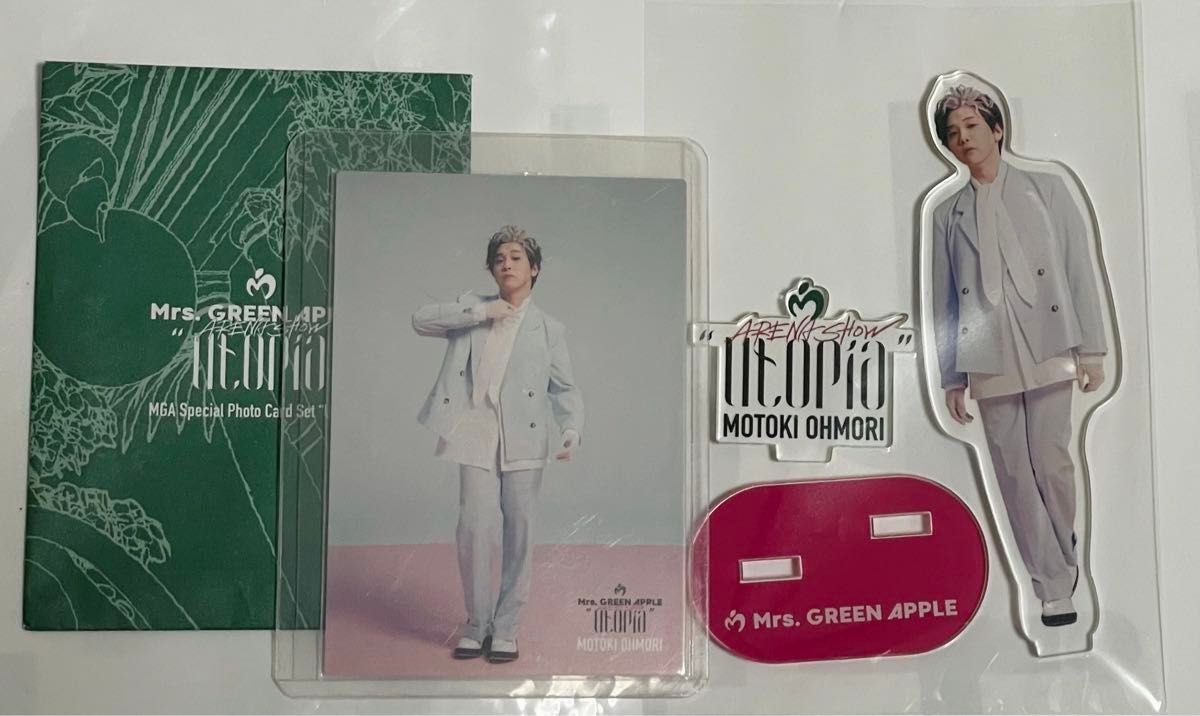 Mrs. GREEN APP
"ARENA SHOW
Utopia
MGA Special Photo Card Set "
Mrs. GREEN APPLE
"Utopia"
MOTOKI OHMORI
"ARENA SHOW
Utopia"
MOTOKI OHMORI
Mrs. GREEN APPLE